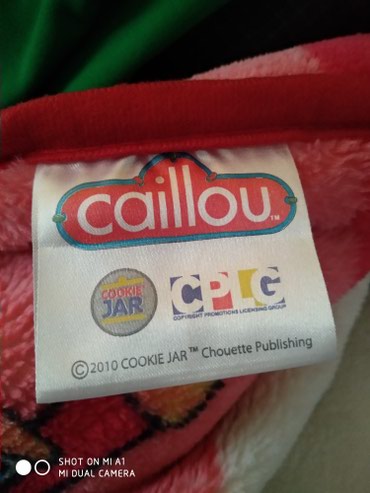 caillou™
COOKIE
JAR
CPLG
COPYRIGHT PROMOTIONS LICENSING GROUP
©2010 COOKIE JAR™ Chouette Publishing
SHOT ON MI A1
MI DUAL CAMERA